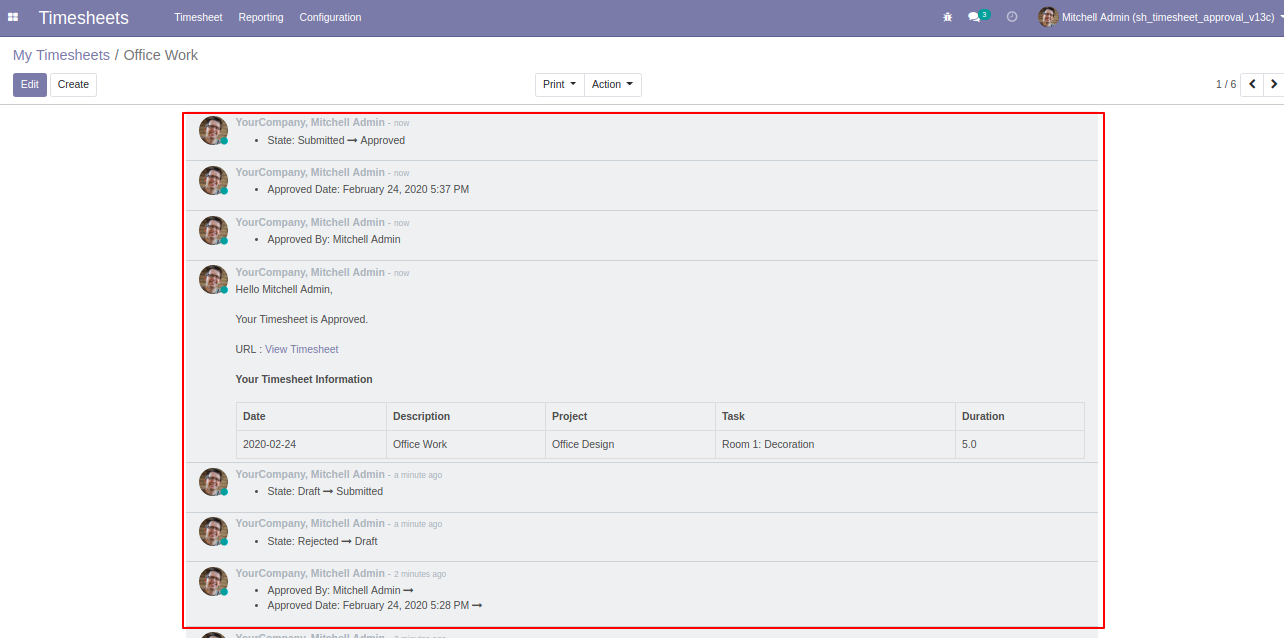 Timesheets Timesheet Reporting Configuration 3 Mitchell Admin (sh_timesheet_approval_v13c)
My Timesheets / Office Work
Edit Create Print Action 1 / 6
YourCompany, Mitchell Admin - now
• State: Submitted → Approved
YourCompany, Mitchell Admin - now
• Approved Date: February 24, 2020 5:37 PM
YourCompany, Mitchell Admin - now
• Approved By: Mitchell Admin
YourCompany, Mitchell Admin - now
Hello Mitchell Admin,
Your Timesheet is Approved.
URL : View Timesheet
Your Timesheet Information
Date Description Project Task Duration
2020-02-24 Office Work Office Design Room 1: Decoration 5.0
YourCompany, Mitchell Admin - a minute ago
• State: Draft → Submitted
YourCompany, Mitchell Admin - a minute ago
• State: Rejected → Draft
YourCompany, Mitchell Admin - 2 minutes ago
• Approved By: Mitchell Admin →
• Approved Date: February 24, 2020 5:28 PM →
YourCompany, Mitchell Admin - minutes ago